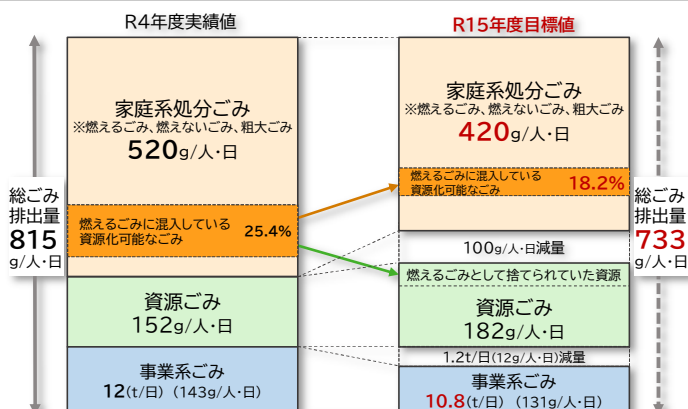 R4年度実績値
R15年度目標値
家庭系処分ごみ
※燃えるごみ、燃えないごみ、粗大ごみ
520g/人・日
燃えるごみに混入している
資源化可能なごみ
25.4%
資源ごみ
152g/人・日
事業系ごみ
12(t/日) (143g/人・日)
総ごみ
排出量
815
g/人・日
家庭系処分ごみ
※燃えるごみ、燃えないごみ、粗大ごみ
420g/人・日
燃えるごみに混入している
資源化可能なごみ
18.2%
100g/人・日減量
燃えるごみとして捨てられていた資源
資源ごみ
182g/人・日
1.2t/日(12g/人・日)減量
事業系ごみ
10.8(t/日) (131g/人・日)
総ごみ
排出量
733
g/人・日